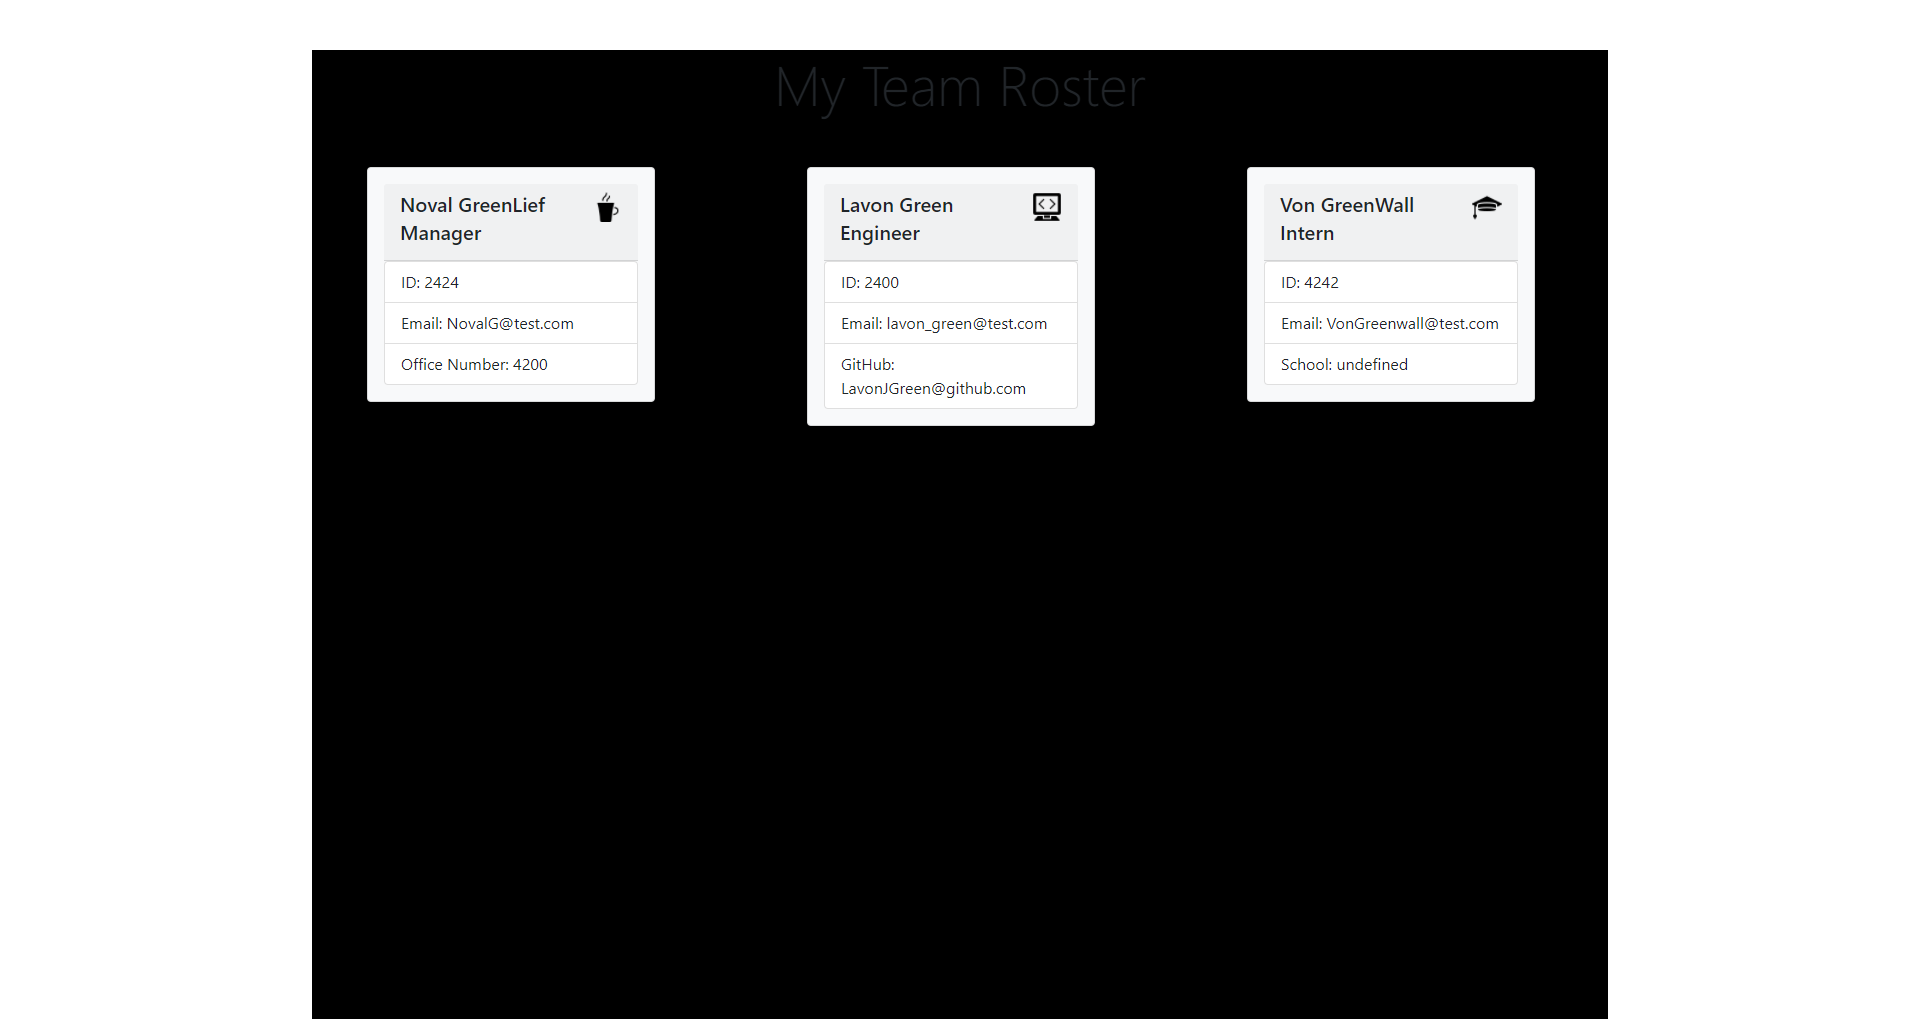 My Team Roster
Noval GreenLief
Manager
ID: 2424
Email: NovalG@test.com
Office Number: 4200
Lavon Green
Engineer
ID: 2400
Email: lavon_green@test.com
GitHub:
LavonJGreen@github.com
Von GreenWall
Intern
ID: 4242
Email: VonGreenwall@test.com
School: undefined